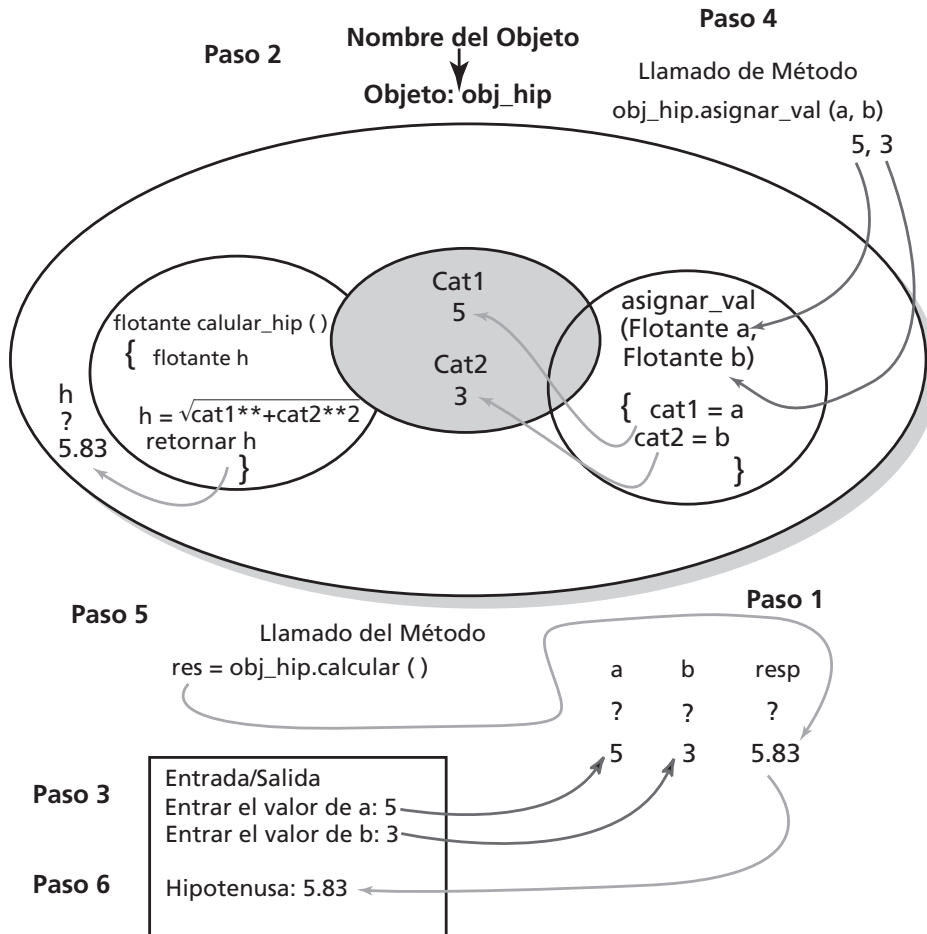 Paso 4
Nombre del Objeto
Paso 2
Llamado de Método
Objeto: obj_hip
obj_hip.asignar_val (a, b)
5, 3
Cat1
5
Cat2
3
flotante calular_hip ( )
{ flotante h
h = √cat1**+cat2**2
retornar h
}
h
?
5.83
asignar_val
(Flotante a,
Flotante b)
{ cat1 = a
cat2 = b
}
Paso 1
Paso 5
Llamado del Método
res = obj_hip.calcular ( )
a b resp
? ? ?
5 3 5.83
Paso 3
Entrada/Salida
Entrar el valor de a: 5
Entrar el valor de b: 3
Paso 6
Hipotenusa: 5.83